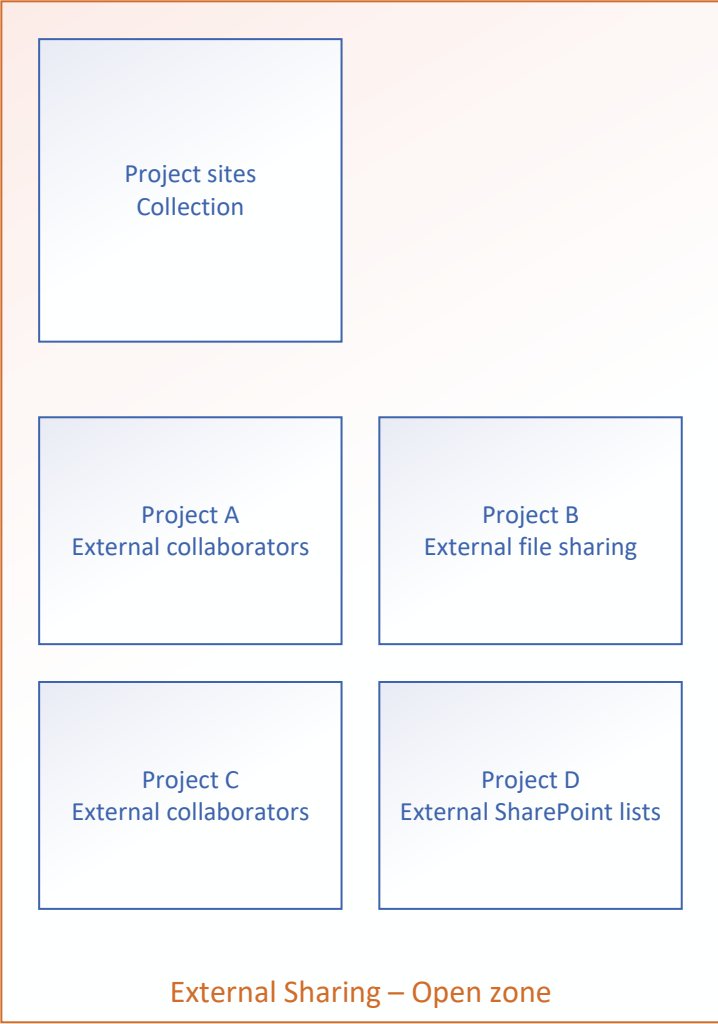 Project sites
Collection
Project A
External collaborators
Project B
External file sharing
Project C
External collaborators
Project D
External SharePoint lists
External Sharing – Open zone